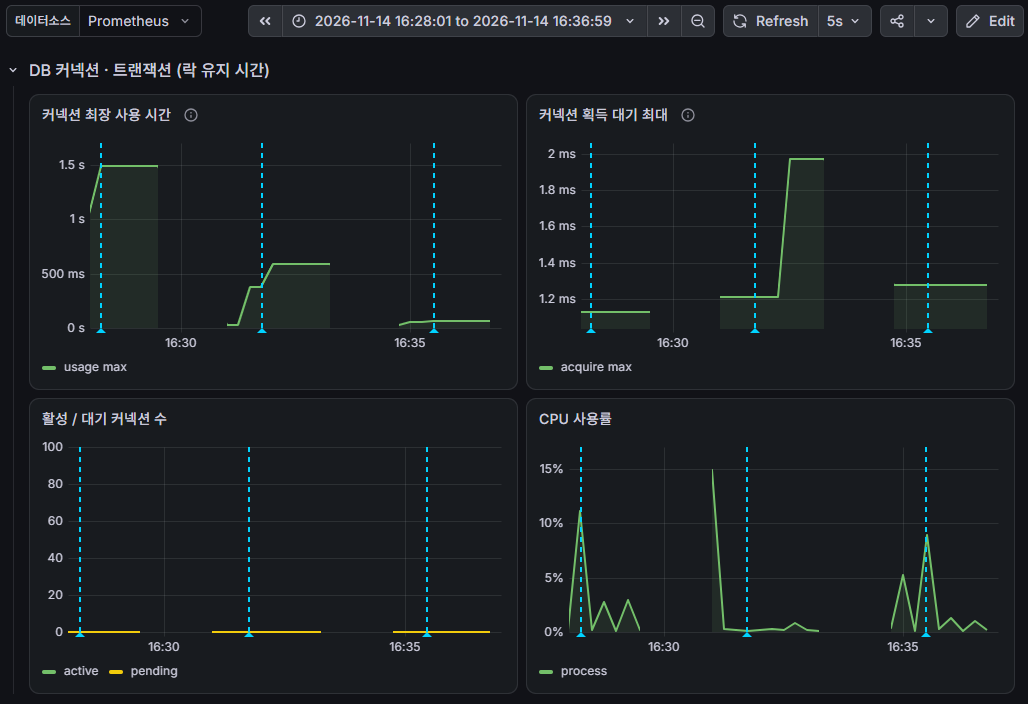 데이터소스 Prometheus 2026-11-14 16:28:01 to 2026-11-14 16:36:59 Refresh 5s Edit
DB 커넥션 · 트랜잭션 (락 유지 시간)
커넥션 최장 사용 시간
1.5 s
1 s
500 ms
0 s
16:30 16:35
usage max
커넥션 획득 대기 최대
2 ms
1.8 ms
1.6 ms
1.4 ms
1.2 ms
16:30 16:35
acquire max
활성 / 대기 커넥션 수
100
80
60
40
20
0
16:30 16:35
active pending
CPU 사용률
15%
10%
5%
0%
16:30 16:35
process